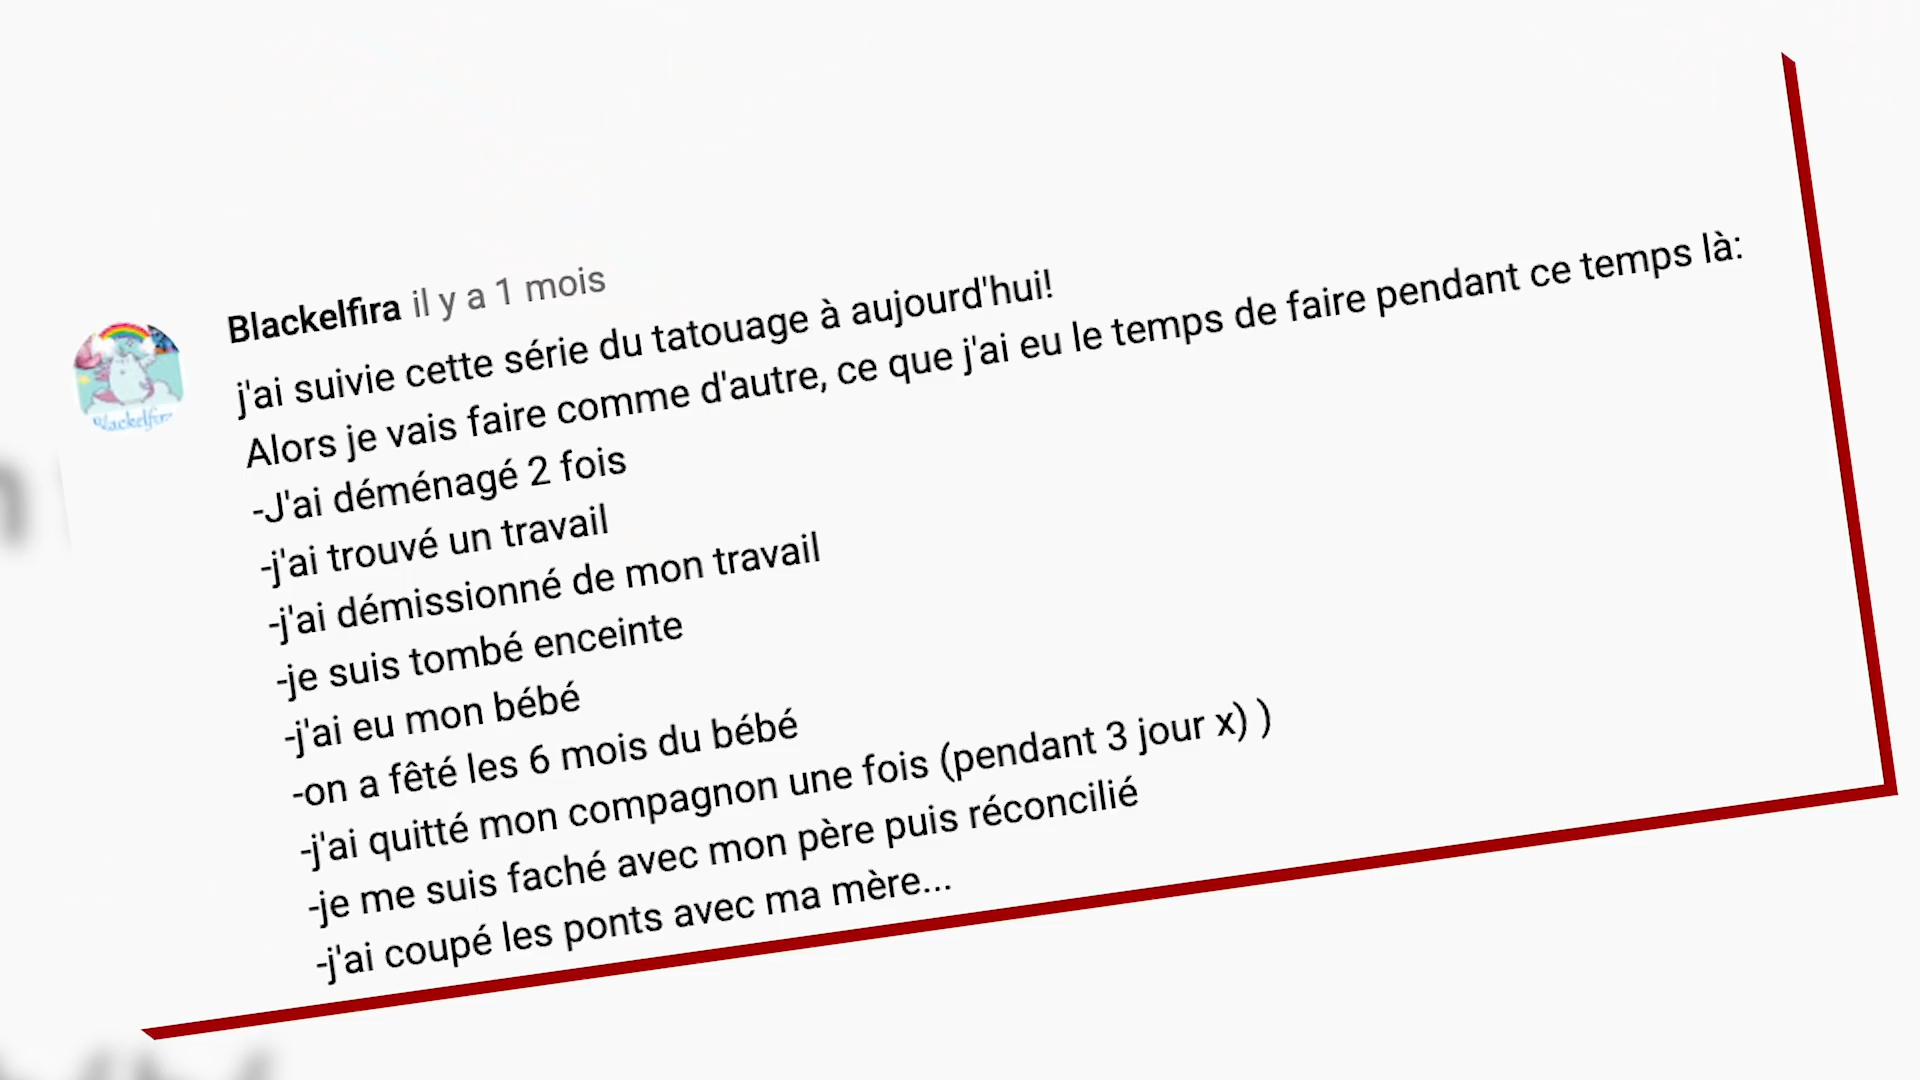 Blackelfira il y a 1 mois
j'ai suivie cette série du tatouage à aujourd'hui!
Alors je vais faire comme d'autre, ce que j'ai eu le temps de faire pendant ce temps là:
-J'ai déménagé 2 fois
-j'ai trouvé un travail
-j'ai démissionné de mon travail
-je suis tombé enceinte
-j'ai eu mon bébé
-on a fêté les 6 mois du bébé
-j'ai quitté mon compagnon une fois (pendant 3 jour x) )
-je me suis faché avec mon père puis réconcilié
-j'ai coupé les ponts avec ma mère...
Blackelfira